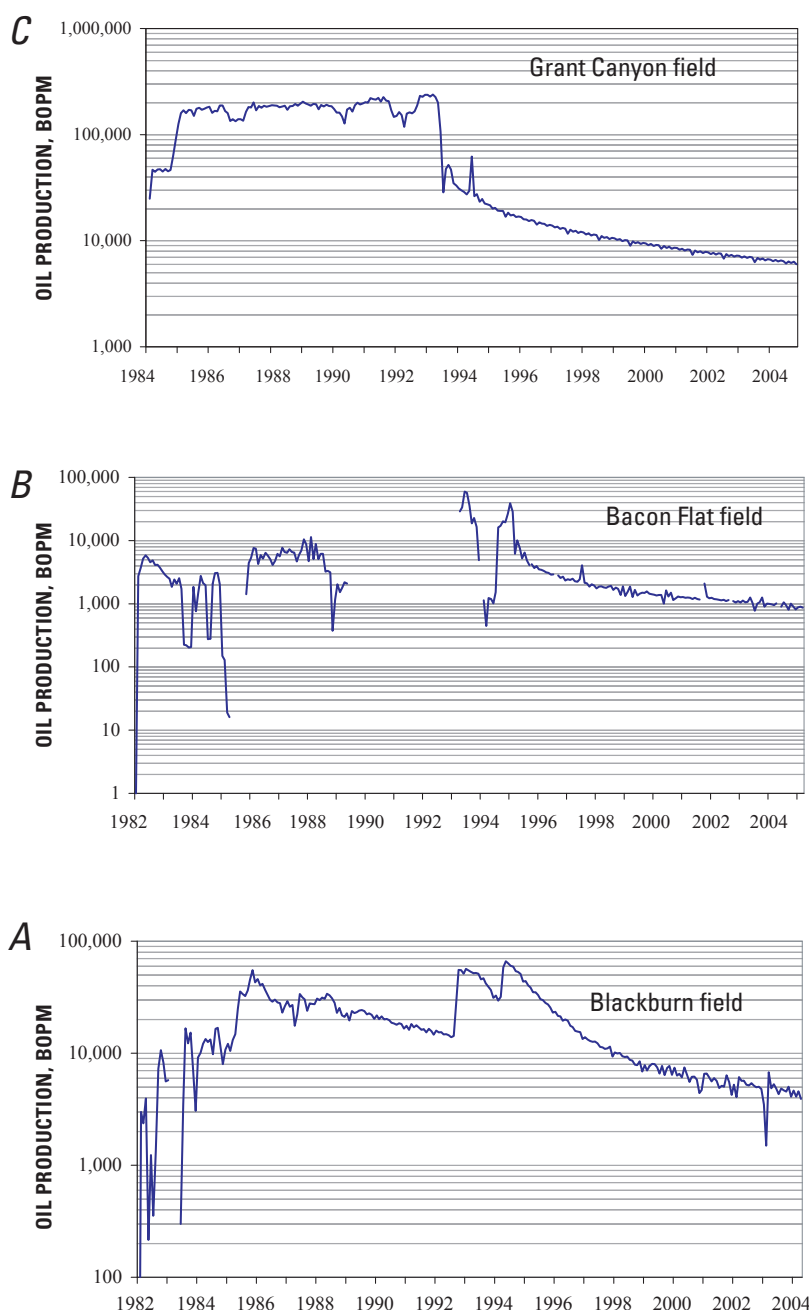 C
Grant Canyon field
OIL PRODUCTION, BOPM
1,000,000
100,000
10,000
1,000
1984 1986 1988 1990 1992 1994 1996 1998 2000 2002 2004
B
Bacon Flat field
OIL PRODUCTION, BOPM
100,000
10,000
1,000
100
10
1
1982 1984 1986 1988 1990 1992 1994 1996 1998 2000 2002 2004
A
Blackburn field
OIL PRODUCTION, BOPM
100,000
10,000
1,000
100
1982 1984 1986 1988 1990 1992 1994 1996 1998 2000 2002 2004